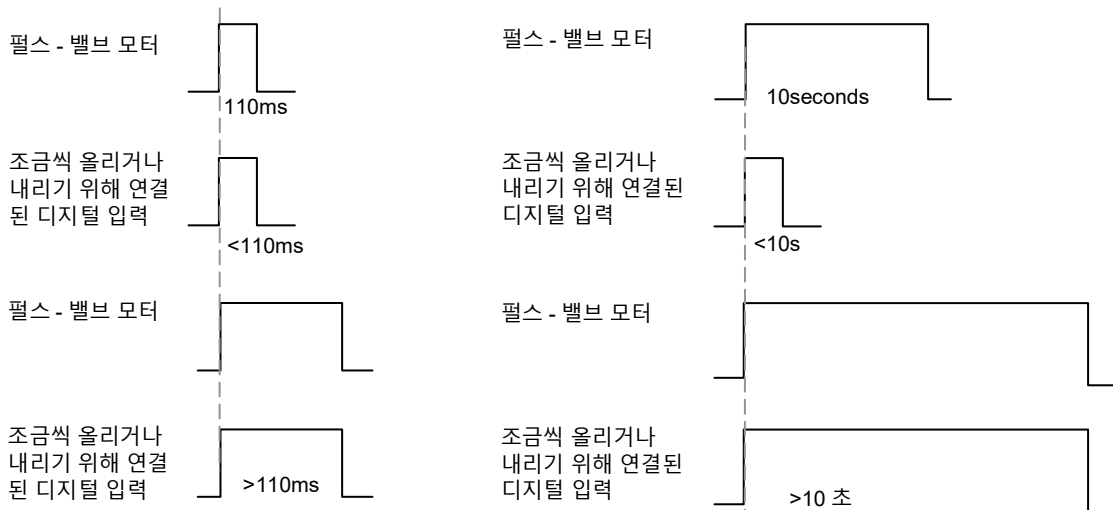 펄스 - 밸브 모터
110ms
조금씩 올리거나
내리기 위해 연결
된 디지털 입력
<110ms
펄스 - 밸브 모터
조금씩 올리거나
내리기 위해 연결
된 디지털 입력
>110ms
펄스 - 밸브 모터
10seconds
조금씩 올리거나
내리기 위해 연결된
디지털 입력
<10s
펄스 - 밸브 모터
조금씩 올리거나
내리기 위해 연결된
디지털 입력
>10 초